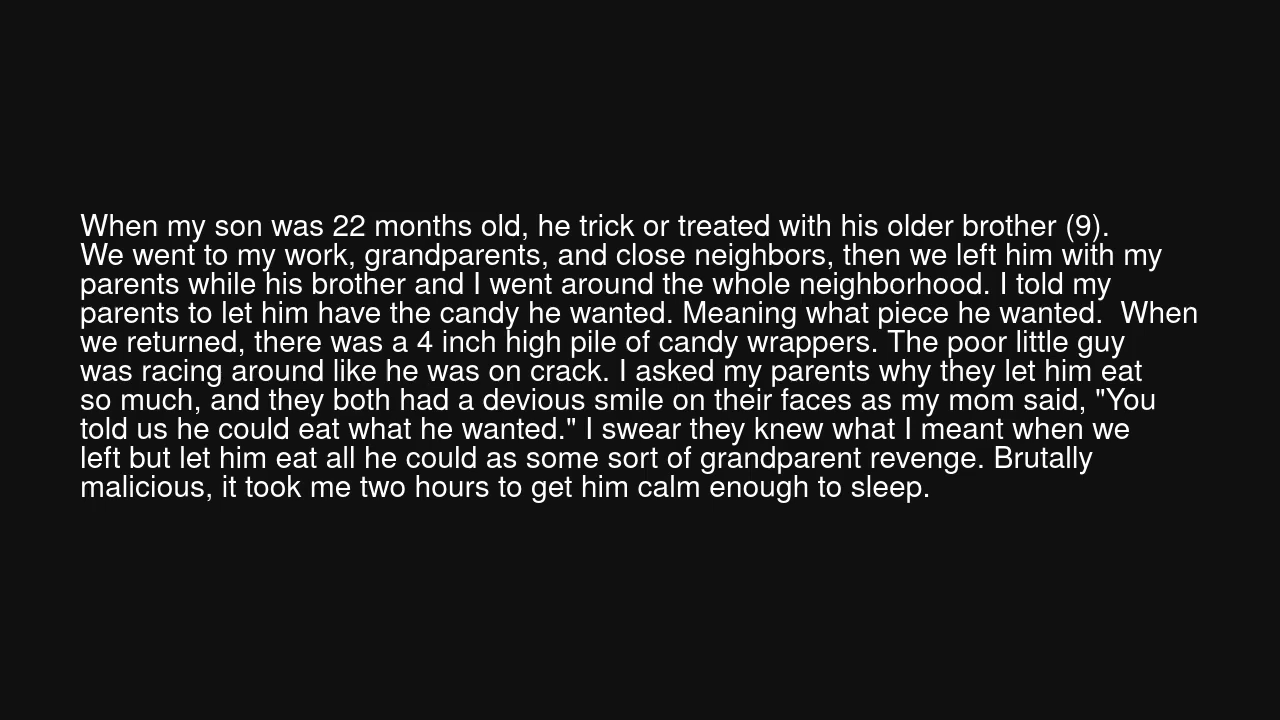 When my son was 22 months old, he trick or treated with his older brother (9).
We went to my work, grandparents, and close neighbors, then we left him with my
parents while his brother and I went around the whole neighborhood. I told my
parents to let him have the candy he wanted. Meaning what piece he wanted.  When
we returned, there was a 4 inch high pile of candy wrappers. The poor little guy
was racing around like he was on crack. I asked my parents why they let him eat
so much, and they both had a devious smile on their faces as my mom said, "You
told us he could eat what he wanted." I swear they knew what I meant when we
left but let him eat all he could as some sort of grandparent revenge. Brutally
malicious, it took me two hours to get him calm enough to sleep.